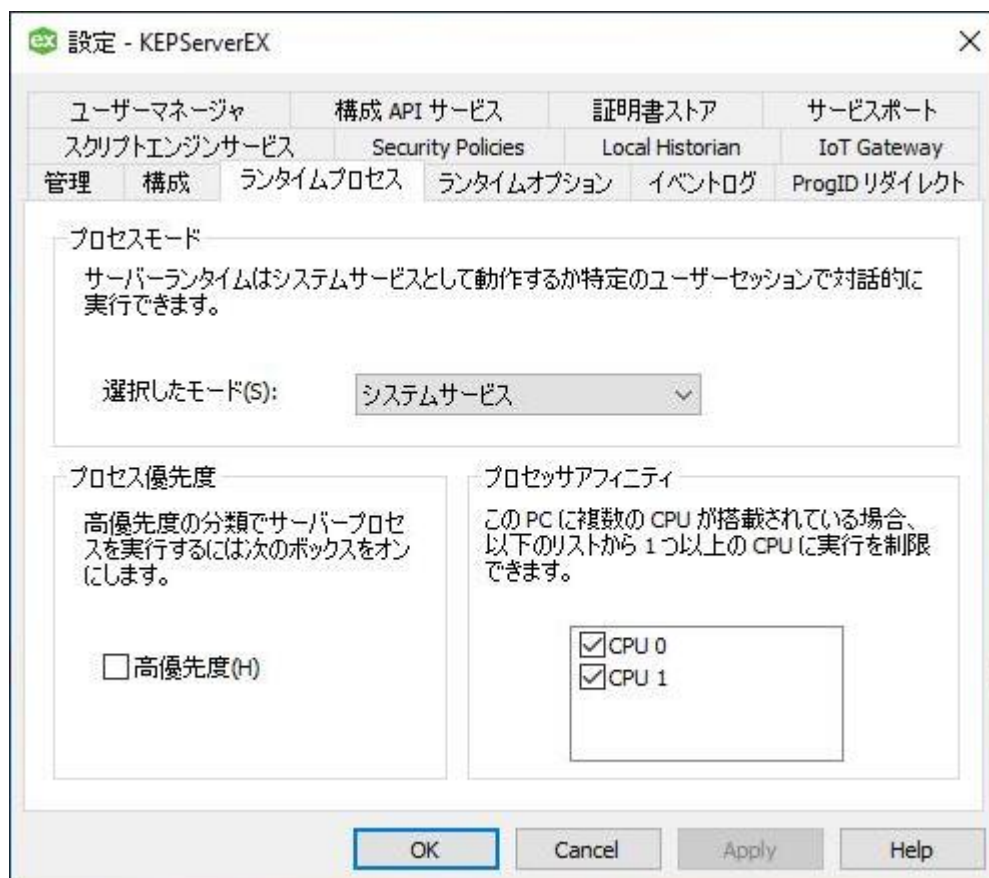 ex 設定 - KEPServerEX
ユーザーマネージャ 構成 API サービス 証明書ストア サービスポート
スクリプトエンジンサービス Security Policies Local Historian IoT Gateway
管理 構成 ランタイムプロセス ランタイムオプション イベントログ ProgID リダイレクト
プロセスモード
サーバーランタイムはシステムサービスとして動作するか特定のユーザーセッションで対話的に
実行できます。
選択したモード(S): システムサービス
プロセス優先度
高優先度の分類でサーバープロセ
スを実行するには次のボックスをオン
にします。
高優先度(H)
プロセッサアフィニティ
この PC に複数の CPU が搭載されている場合、
以下のリストから 1 つ以上の CPU に実行を制限
できます。
CPU 0
CPU 1
OK Cancel Apply Help